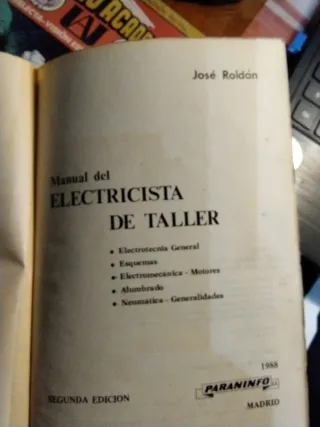 José Roldán
Manual del
ELECTRICISTA
DE TALLER
• Electrotecnia General
• Esquemas
• Electromecánica - Motores
• Alumbrado
• Neumática - Generalidades
1988
SEGUNDA EDICION
PARANINFO
MADRID